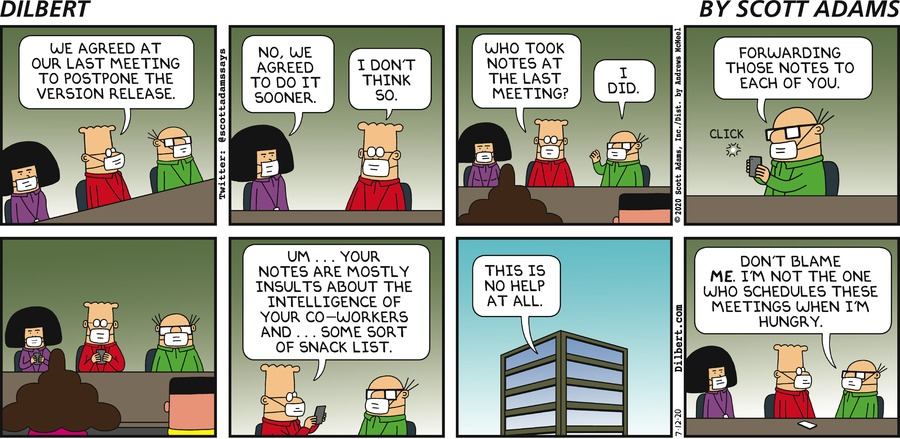 DILBERT
BY SCOTT ADAMS
WE AGREED AT
OUR LAST MEETING
TO POSTPONE THE
VERSION RELEASE.
Twitter: @scottadamssays
NO, WE
AGREED
TO DO IT
SOONER.
I DON'T
THINK
SO.
WHO TOOK
NOTES AT
THE LAST
MEETING?
I
DID.
© 2020 Scott Adams, Inc./Dist. by Andrews McMeel
FORWARDING
THOSE NOTES TO
EACH OF YOU.
CLICK
UM . . . YOUR
NOTES ARE MOSTLY
INSULTS ABOUT THE
INTELLIGENCE OF
YOUR CO-WORKERS
AND . . . SOME SORT
OF SNACK LIST.
THIS IS
NO HELP
AT ALL.
7-12-20
Dilbert.com
DON'T BLAME
ME. I'M NOT THE ONE
WHO SCHEDULES THESE
MEETINGS WHEN I'M
HUNGRY.